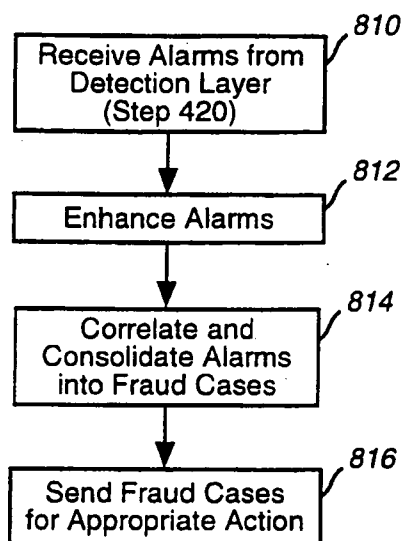 810
Receive Alarms from
Detection Layer
(Step 420)
812
Enhance Alarms
814
Correlate and
Consolidate Alarms
into Fraud Cases
816
Send Fraud Cases
for Appropriate Action